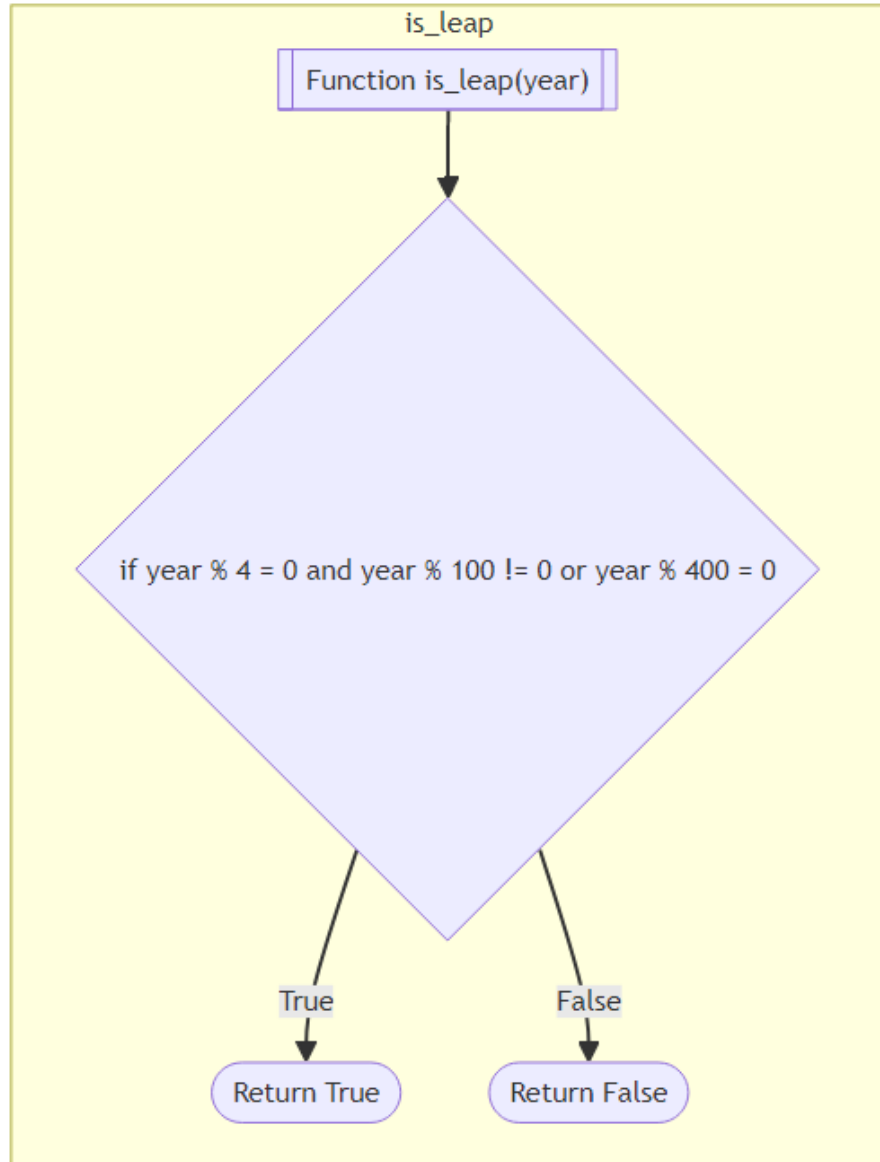 is_leap
Function is_leap(year)
if year % 4 = 0 and year % 100 != 0 or year % 400 = 0
True
False
Return True
Return False